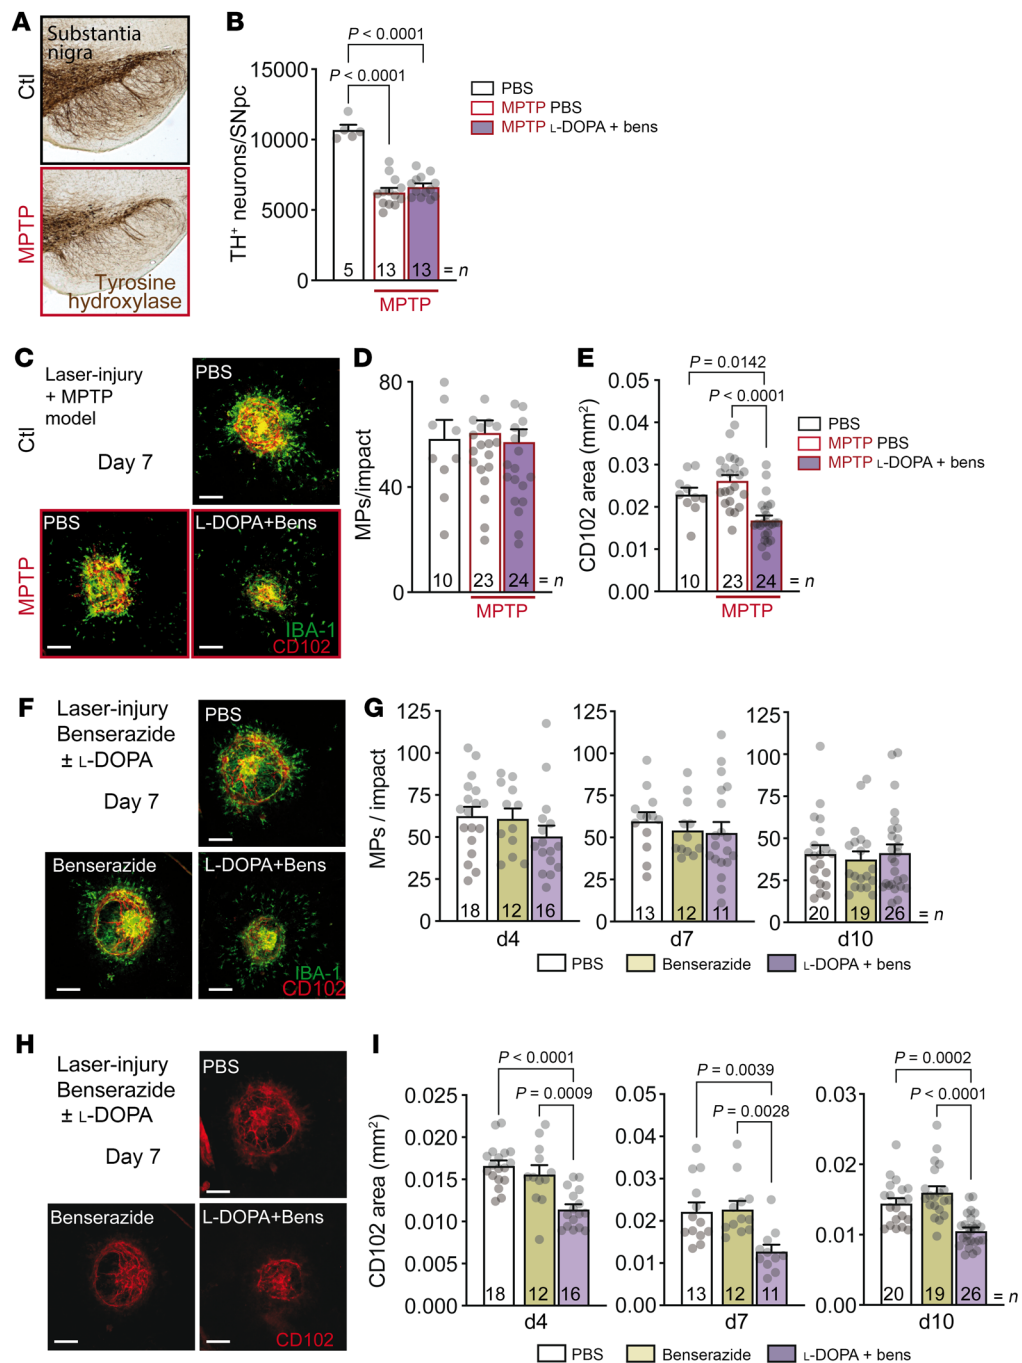 A
Ctl
Substantia
nigra
MPTP
Tyrosine
hydroxylase
B
P < 0.0001
P < 0.0001
TH+ neurons/SNpc
15000
10000
5000
0
5 13 13 = n
MPTP
PBS
MPTP PBS
MPTP L-DOPA + bens
C
Laser-injury
+ MPTP
model
Ctl
Day 7
PBS
MPTP
PBS
L-DOPA+Bens
IBA-1
CD102
D
MPs/impact
80
40
0
10 23 24 = n
MPTP
E
P = 0.0142
P < 0.0001
CD102 area (mm²)
0.05
0.04
0.03
0.02
0.01
0.00
10 23 24 = n
MPTP
PBS
MPTP PBS
MPTP L-DOPA + bens
F
Laser-injury
Benserazide
± L-DOPA
Day 7
PBS
Benserazide
L-DOPA+Bens
IBA-1
CD102
G
MPs / impact
125
100
75
50
25
0
18 12 16
d4
125
100
75
50
25
0
13 12 11
d7
125
100
75
50
25
0
20 19 26 = n
d10
PBS Benserazide L-DOPA + bens
H
Laser-injury
Benserazide
± L-DOPA
Day 7
PBS
Benserazide
L-DOPA+Bens
CD102
I
CD102 area (mm²)
P < 0.0001
P = 0.0009
0.025
0.020
0.015
0.010
0.005
0.000
18 12 16
d4
P = 0.0039
P = 0.0028
0.05
0.04
0.03
0.02
0.01
0.00
13 12 11
d7
P = 0.0002
P < 0.0001
0.03
0.02
0.01
0.00
20 19 26 = n
d10
PBS Benserazide L-DOPA + bens